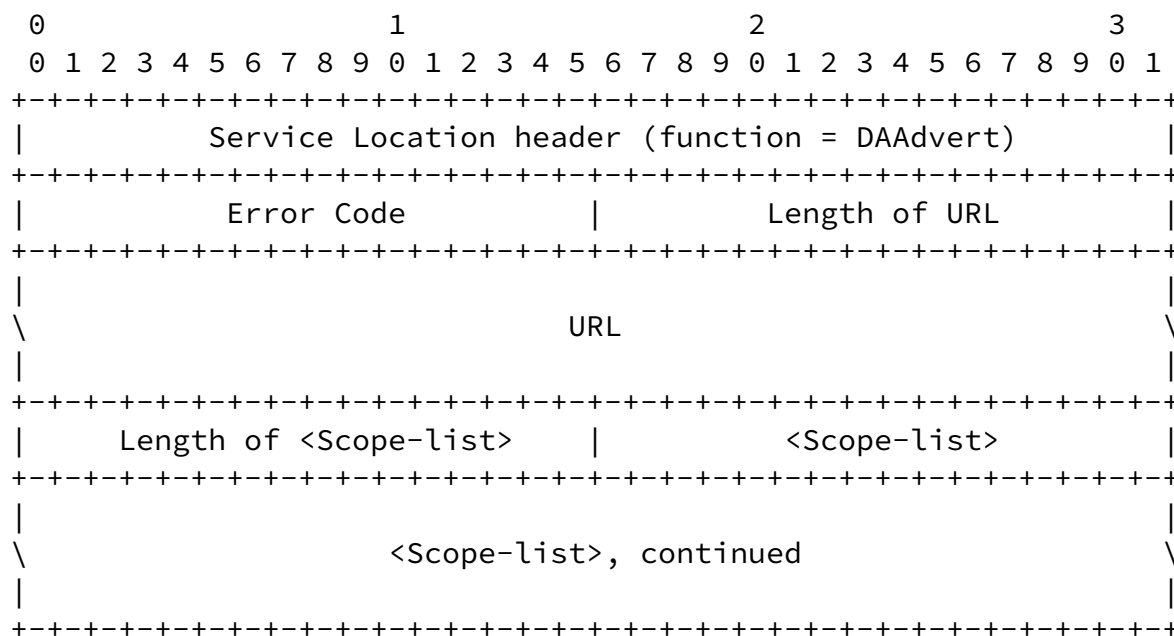 0                   1                   2                   3
 0 1 2 3 4 5 6 7 8 9 0 1 2 3 4 5 6 7 8 9 0 1 2 3 4 5 6 7 8 9 0 1
+-+-+-+-+-+-+-+-+-+-+-+-+-+-+-+-+-+-+-+-+-+-+-+-+-+-+-+-+-+-+-+-+
|          Service Location header (function = DAAdvert)        |
+-+-+-+-+-+-+-+-+-+-+-+-+-+-+-+-+-+-+-+-+-+-+-+-+-+-+-+-+-+-+-+-+
|           Error Code          |         Length of URL         |
+-+-+-+-+-+-+-+-+-+-+-+-+-+-+-+-+-+-+-+-+-+-+-+-+-+-+-+-+-+-+-+-+
|                                                               |
\                              URL                              \
|                                                               |
+-+-+-+-+-+-+-+-+-+-+-+-+-+-+-+-+-+-+-+-+-+-+-+-+-+-+-+-+-+-+-+-+
|     Length of <Scope-list>    |          <Scope-list>         |
+-+-+-+-+-+-+-+-+-+-+-+-+-+-+-+-+-+-+-+-+-+-+-+-+-+-+-+-+-+-+-+-+
|                                                               |
\                    <Scope-list>, continued                    \
|                                                               |
+-+-+-+-+-+-+-+-+-+-+-+-+-+-+-+-+-+-+-+-+-+-+-+-+-+-+-+-+-+-+-+-+